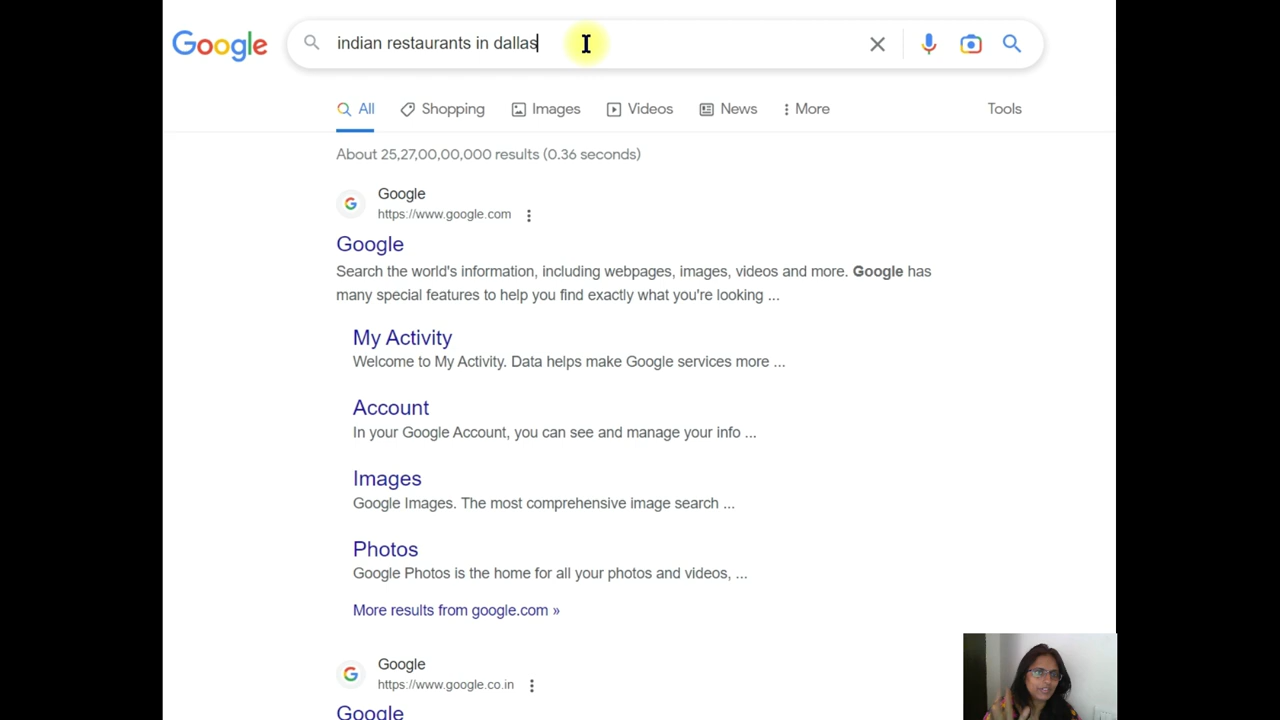 Google
indian restaurants in dallas
All Shopping Images Videos News More Tools
About 25,27,00,00,000 results (0.36 seconds)
Google
https://www.google.com
Google
Search the world's information, including webpages, images, videos and more. Google has
many special features to help you find exactly what you're looking ...
My Activity
Welcome to My Activity. Data helps make Google services more ...
Account
In your Google Account, you can see and manage your info ...
Images
Google Images. The most comprehensive image search ...
Photos
Google Photos is the home for all your photos and videos, ...
More results from google.com »
Google
https://www.google.co.in
Google